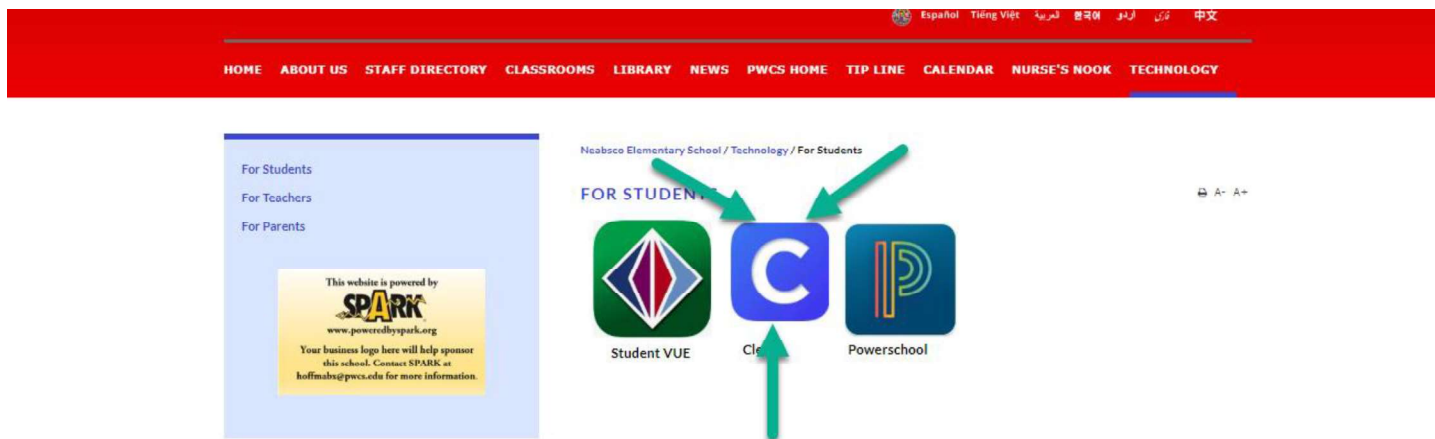 Español Tiếng Việt العربية 한국어 اردو 中文
HOME ABOUT US STAFF DIRECTORY CLASSROOMS LIBRARY NEWS PWCS HOME TIP LINE CALENDAR NURSE'S NOOK TECHNOLOGY
For Students
For Teachers
For Parents
This website is powered by
SPARK
www.poweredbyspark.org
Your business logo here will help sponsor
this school. Contact SPARK at
hoffmabx@pwcs.edu for more information.
Neabsco Elementary School / Technology / For Students
FOR STUDENTS
A- A+
C
Student VUE
Powerschool